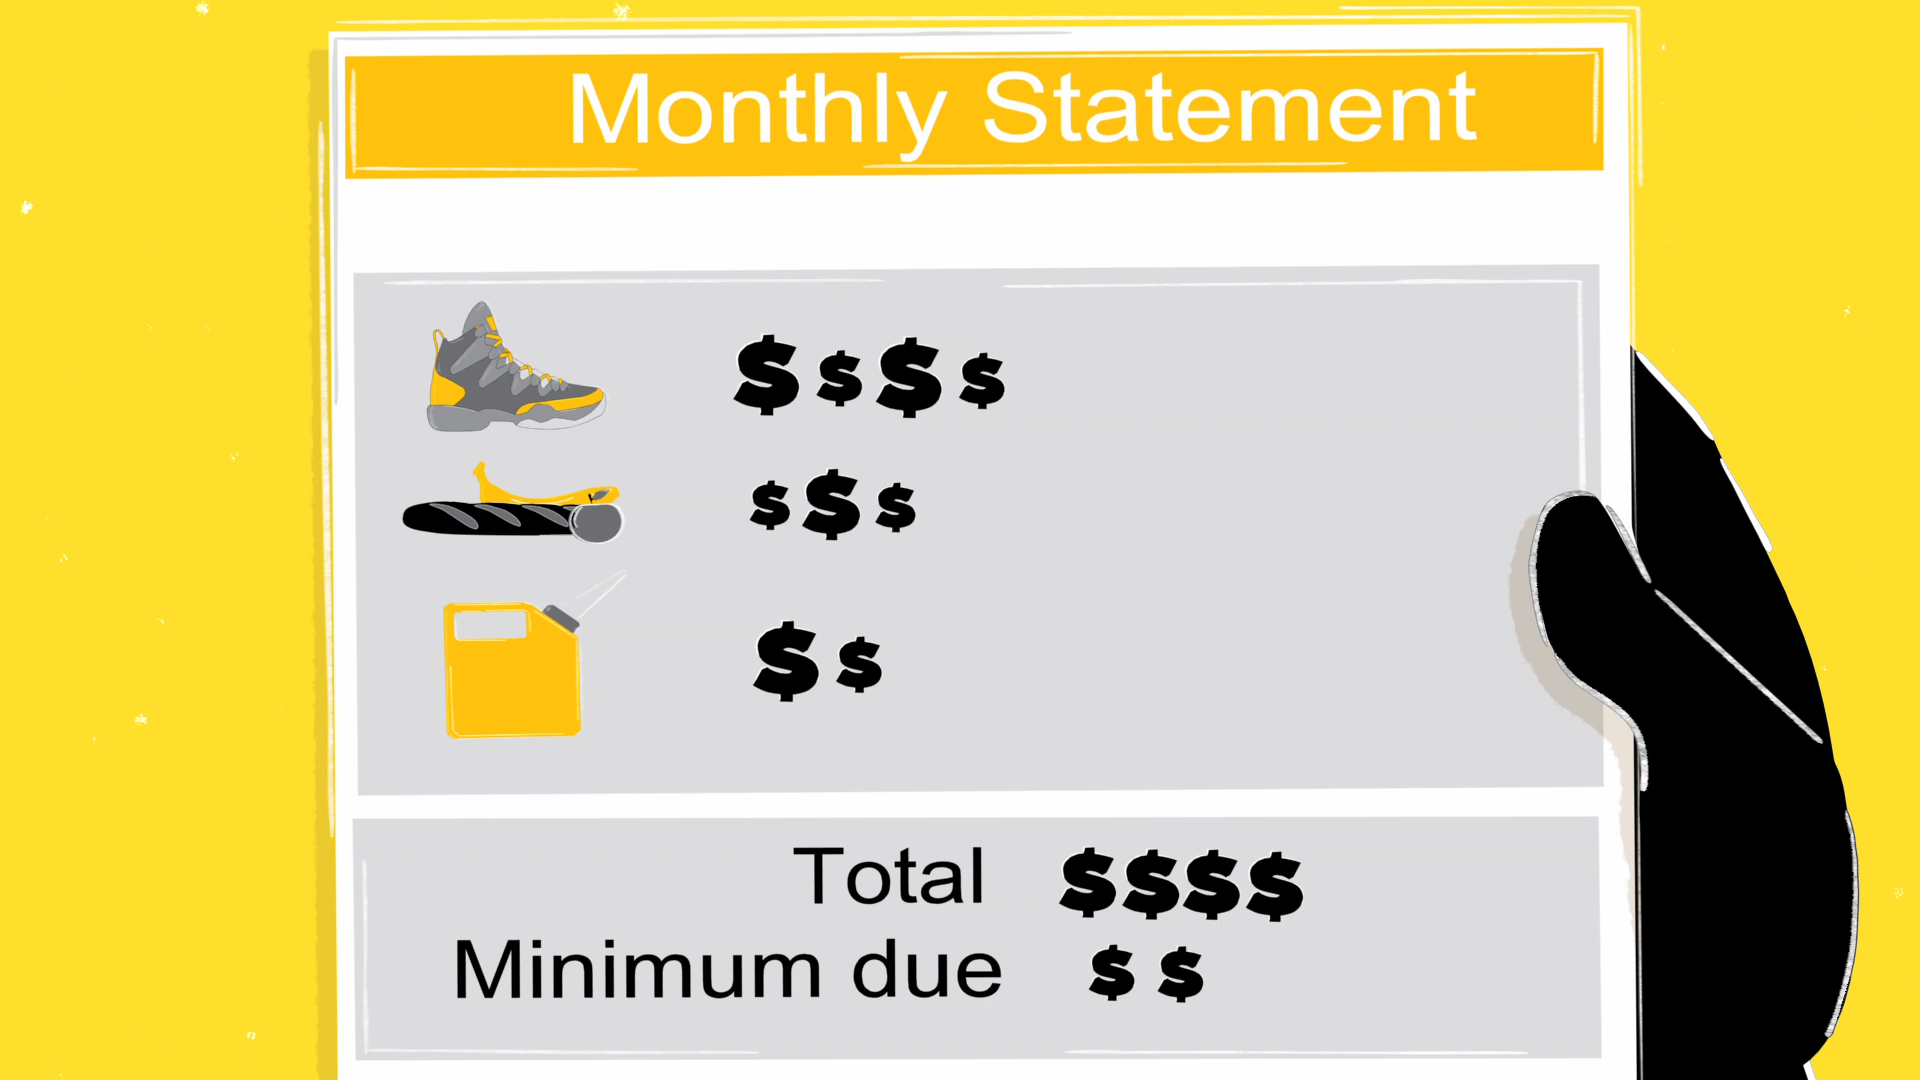 Monthly Statement
$$$$
$$$
$$
Total $$$$
Minimum due $$